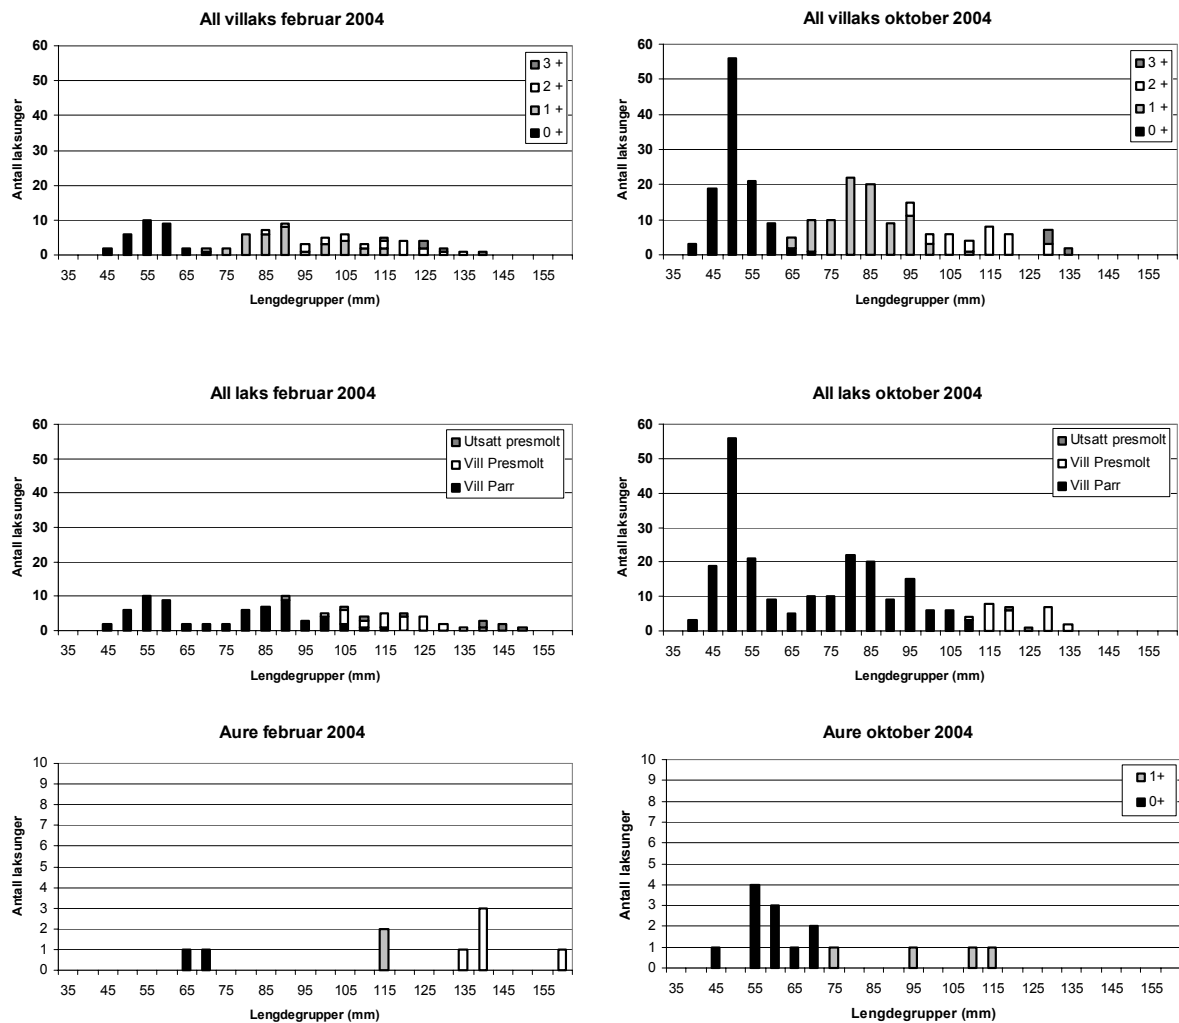 All villaks februar 2004
60
50
40
30
20
10
0
Antall laksunger
3 +
2 +
1 +
0 +
35 45 55 65 75 85 95 105 115 125 135 145 155
Lengdegrupper (mm)
All villaks oktober 2004
60
50
40
30
20
10
0
Antall laksunger
3 +
2 +
1 +
0 +
35 45 55 65 75 85 95 105 115 125 135 145 155
Lengdegrupper (mm)
All laks februar 2004
60
50
40
30
20
10
0
Antall laksunger
Utsatt presmolt
Vill Presmolt
Vill Parr
35 45 55 65 75 85 95 105 115 125 135 145 155
Lengdegrupper (mm)
All laks oktober 2004
60
50
40
30
20
10
0
Antall laksunger
Utsatt presmolt
Vill Presmolt
Vill Parr
35 45 55 65 75 85 95 105 115 125 135 145 155
Lengdegrupper (mm)
Aure februar 2004
10
9
8
7
6
5
4
3
2
1
0
Antall laksunger
35 45 55 65 75 85 95 105 115 125 135 145 155
Lengdegrupper (mm)
Aure oktober 2004
10
9
8
7
6
5
4
3
2
1
0
Antall laksunger
1+
0+
35 45 55 65 75 85 95 105 115 125 135 145 155
Lengdegrupper (mm)